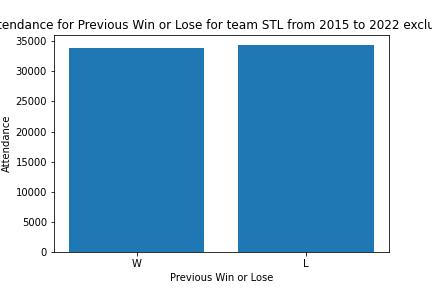 tendance for Previous Win or Lose for team STL from 2015 to 2022 exclu
35000
30000
25000
20000
15000
10000
5000
0
Attendance
W L
Previous Win or Lose